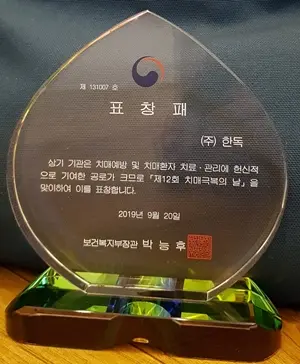 제 131007 호
표 창 패
(주) 한독
상기 기관은 치매예방 및 치매환자 치료·관리에 헌신적
으로 기여한 공로가 크므로 「제12회 치매극복의 날」을
맞이하여 이를 표창합니다.
2019년 9월 20일
보건복지부장관 박 능 후